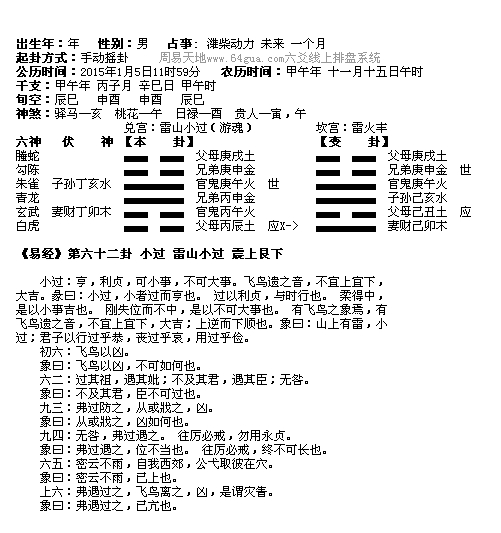 出生年：年　性别：男　占事：潍柴动力 未来 一个月
起卦方式：手动摇卦　周易天地www.64gua.com六爻线上排盘系统
公历时间：2015年1月5日11时59分　农历时间：甲午年 十一月十五日午时
干支：甲午年 丙子月 辛巳日 甲午时
旬空：辰巳　申酉　申酉　辰巳
神煞：驿马—亥　桃花—午　日禄—酉　贵人—寅，午
兑宫：雷山小过（游魂）　坎宫：雷火丰
六神　伏　神【本　卦】　【变　卦】
螣蛇　父母庚戌土　父母庚戌土
勾陈　兄弟庚申金　兄弟庚申金　世
朱雀　子孙丁亥水　官鬼庚午火　世　官鬼庚午火
青龙　兄弟丙申金　子孙己亥水
玄武　妻财丁卯木　官鬼丙午火　父母己丑土　应
白虎　父母丙辰土　应X->　妻财己卯木
《易经》第六十二卦 小过 雷山小过 震上艮下
小过：亨，利贞，可小事，不可大事。飞鸟遗之音，不宜上宜下，
大吉。彖曰：小过，小者过而亨也。 过以利贞，与时行也。 柔得中，
是以小事吉也。 刚失位而不中，是以不可大事也。 有飞鸟之象焉，有
飞鸟遗之音，不宜上宜下，大吉；上逆而下顺也。象曰：山上有雷，小
过；君子以行过乎恭，丧过乎哀，用过乎俭。
初六：飞鸟以凶。
象曰：飞鸟以凶，不可如何也。
六二：过其祖，遇其妣；不及其君，遇其臣；无咎。
象曰：不及其君，臣不可过也。
九三：弗过防之，从或戕之，凶。
象曰：从或戕之，凶如何也。
九四：无咎，弗过遇之。 往厉必戒，勿用永贞。
象曰：弗过遇之，位不当也。 往厉必戒，终不可长也。
六五：密云不雨，自我西郊，公弋取彼在穴。
象曰：密云不雨，已上也。
上六：弗遇过之，飞鸟离之，凶，是谓灾眚。
象曰：弗遇过之，已亢也。